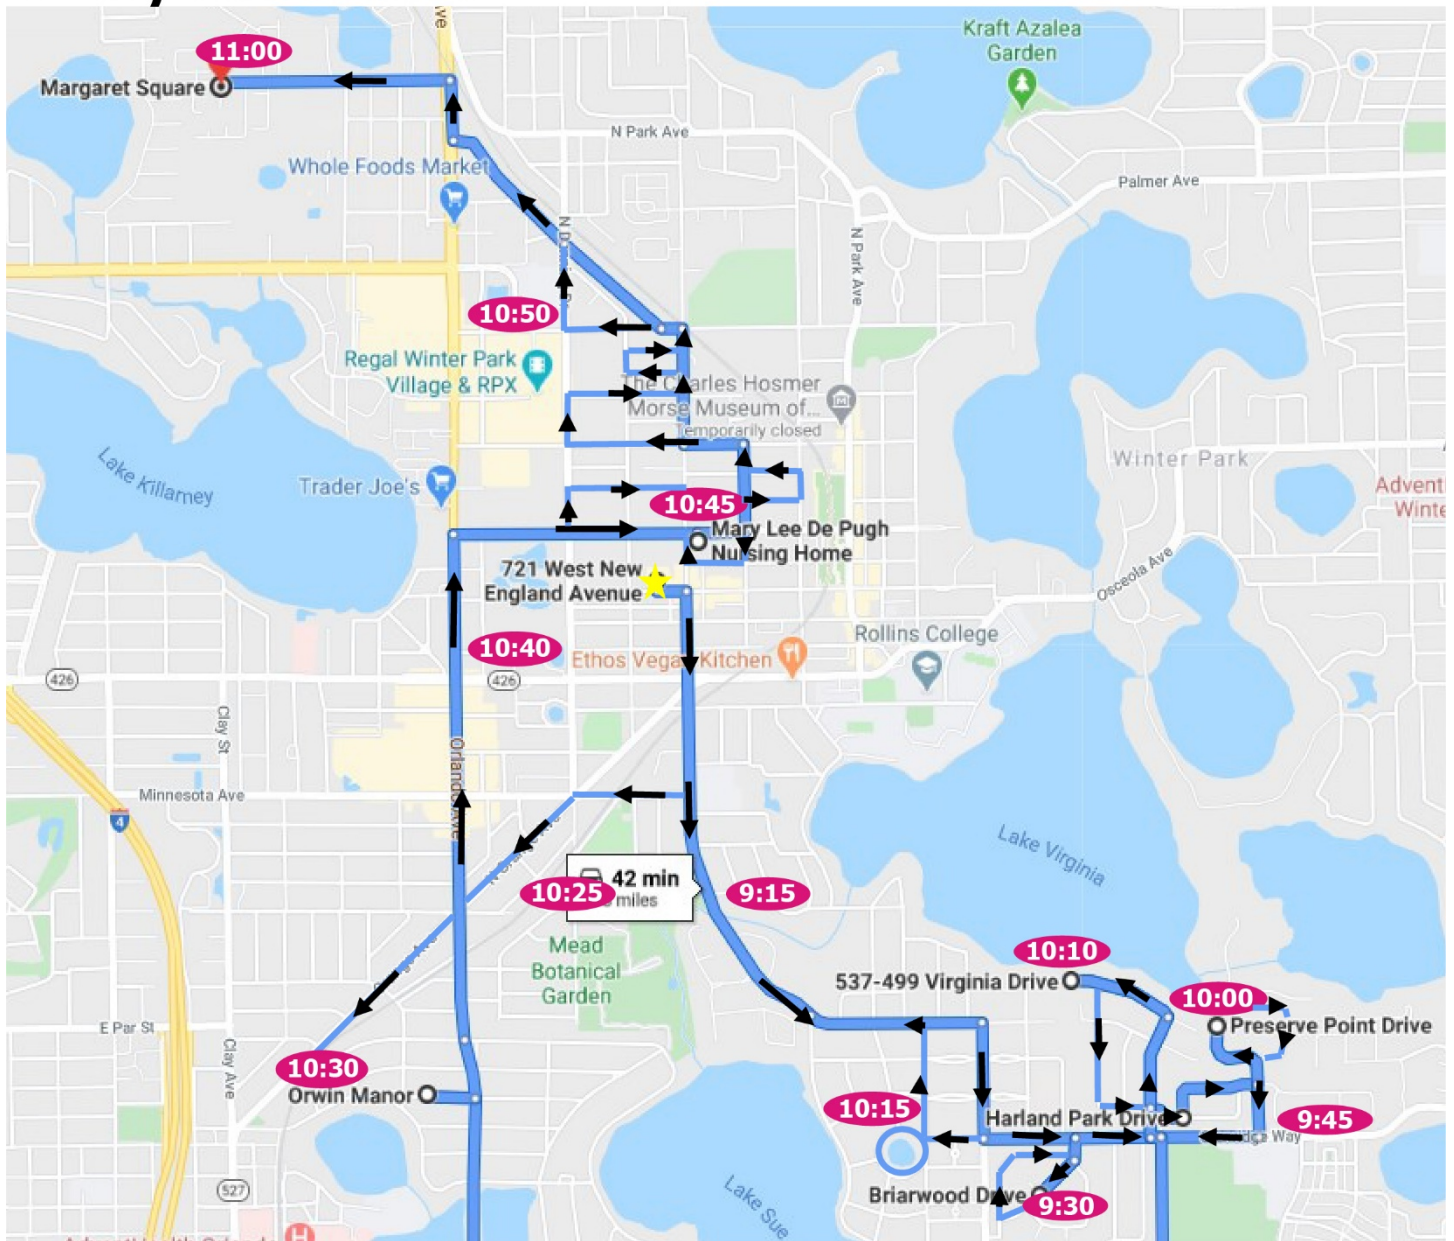 11:00
Margaret Square
Kraft Azalea
Garden
N Park Ave
Whole Foods Market
Palmer Ave
N Park Ave
10:50
Regal Winter Park
Village & RPX
The Charles Hosmer
Morse Museum of...
Temporarily closed
Lake Killarney
Trader Joe's
Winter Park
10:45
Mary Lee De Pugh
Nursing Home
721 West New
England Avenue
Osceola Ave
10:40
Rollins College
Ethos Vegan Kitchen
426
426
Clay St
Orlando Ave
Minnesota Ave
4
Lake Virginia
42 min
miles
10:25
9:15
Mead
Botanical
Garden
10:10
537-499 Virginia Drive
10:00
Preserve Point Drive
E Par St
Clay Ave
10:30
Orwin Manor
10:15
Harland Park Drive
9:45
Way
Briarwood Drive
9:30
527
Lake Sue